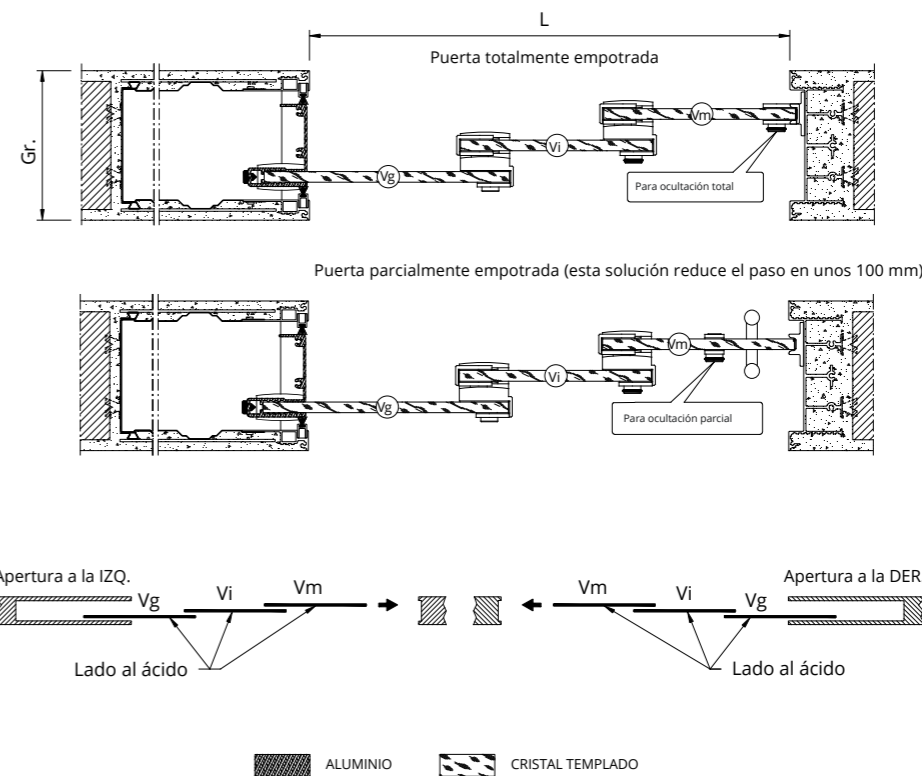 L
Puerta totalmente empotrada
Gr.
Vm
Vi
Vg
Para ocultación total
Puerta parcialmente empotrada (esta solución reduce el paso en unos 100 mm)
Vm
Vi
Vg
Para ocultación parcial
Apertura a la IZQ.
Apertura a la DER
Vg
Vi
Vm
Vm
Vi
Vg
Lado al ácido
Lado al ácido
ALUMINIO
CRISTAL TEMPLADO